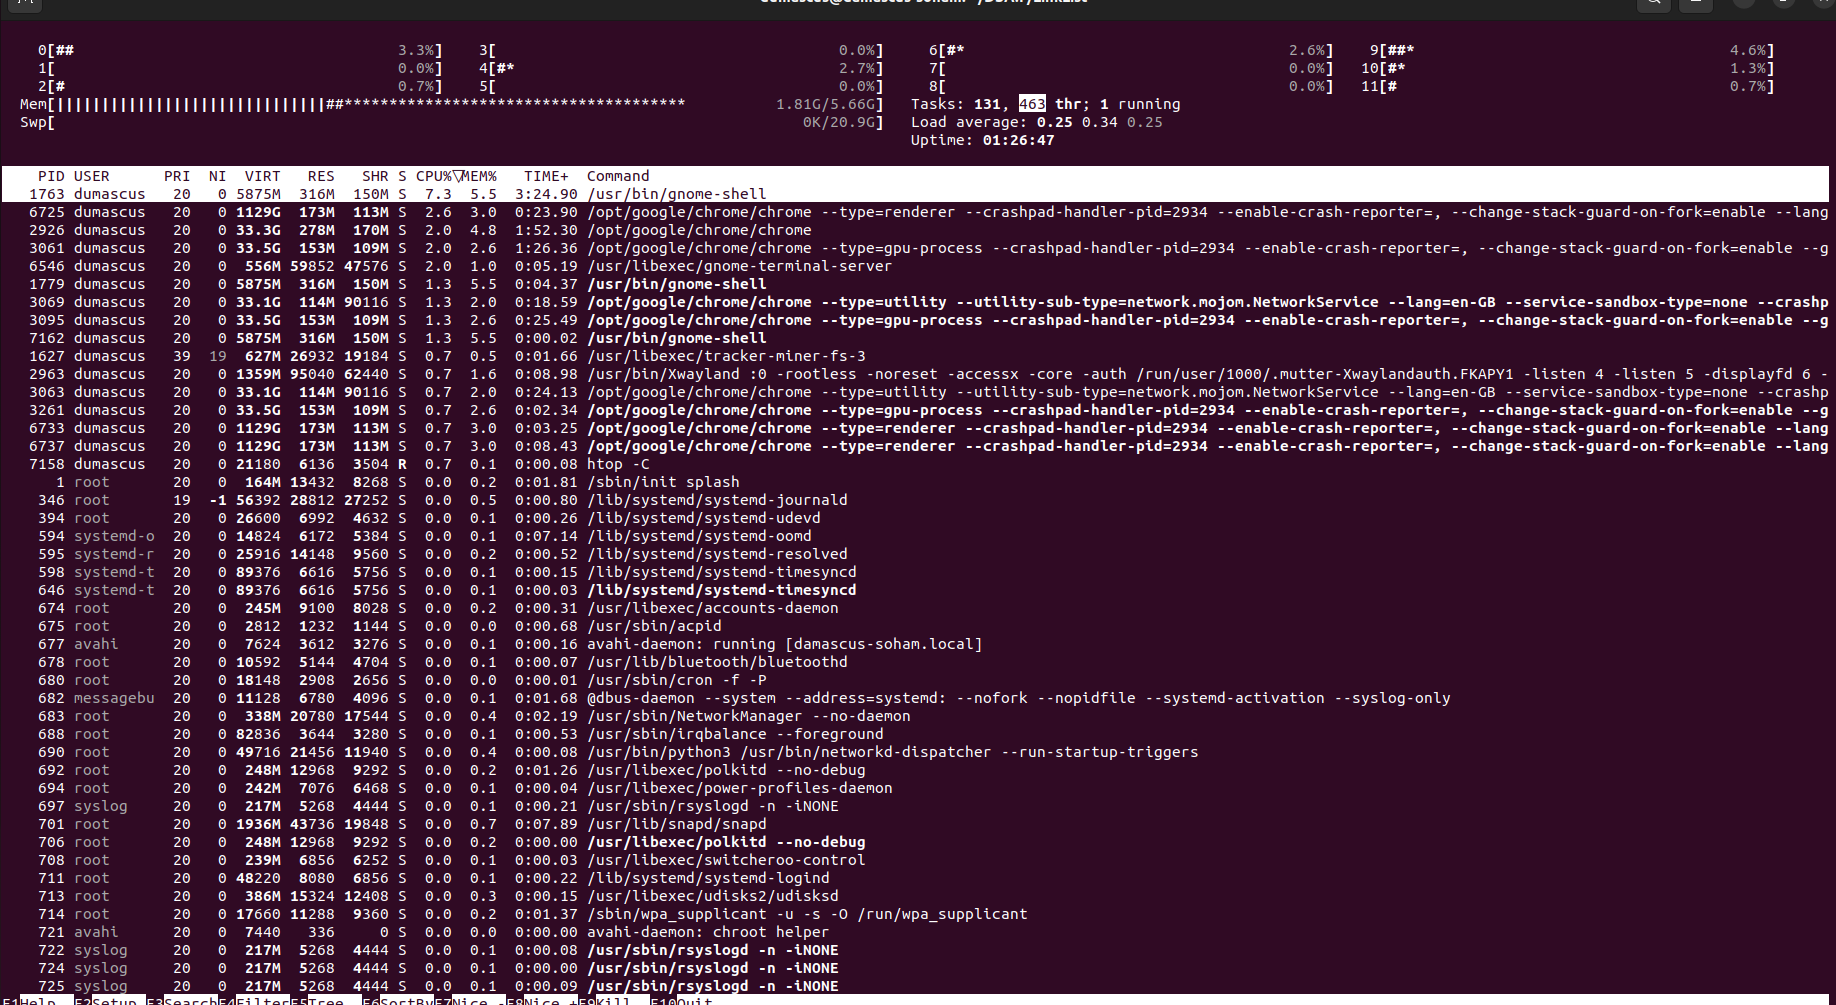 0[## 3.3%] 3[ 0.0%] 6[#* 2.6%] 9[##* 4.6%]
1[ 0.0%] 4[#* 2.7%] 7[ 0.0%] 10[#* 1.3%]
2[# 0.7%] 5[ 0.0%] 8[ 0.0%] 11[# 0.7%]
Mem[||||||||||||||||||||||||||||||##************************************** 1.81G/5.66G] Tasks: 131, 463 thr; 1 running
Swp[ 0K/20.9G] Load average: 0.25 0.34 0.25
Uptime: 01:26:47
PID USER PRI NI VIRT RES SHR S CPU%▽MEM% TIME+ Command
1763 dumascus 20 0 5875M 316M 150M S 7.3 5.5 3:24.90 /usr/bin/gnome-shell
6725 dumascus 20 0 1129G 173M 113M S 2.6 3.0 0:23.90 /opt/google/chrome/chrome --type=renderer --crashpad-handler-pid=2934 --enable-crash-reporter=, --change-stack-guard-on-fork=enable --lang
2926 dumascus 20 0 33.3G 278M 170M S 2.0 4.8 1:52.30 /opt/google/chrome/chrome
3061 dumascus 20 0 33.5G 153M 109M S 2.0 2.6 1:26.36 /opt/google/chrome/chrome --type=gpu-process --crashpad-handler-pid=2934 --enable-crash-reporter=, --change-stack-guard-on-fork=enable --g
6546 dumascus 20 0 556M 59852 47576 S 2.0 1.0 0:05.19 /usr/libexec/gnome-terminal-server
1779 dumascus 20 0 5875M 316M 150M S 1.3 5.5 0:04.37 /usr/bin/gnome-shell
3069 dumascus 20 0 33.1G 114M 90116 S 1.3 2.0 0:18.59 /opt/google/chrome/chrome --type=utility --utility-sub-type=network.mojom.NetworkService --lang=en-GB --service-sandbox-type=none --crashp
3095 dumascus 20 0 33.5G 153M 109M S 1.3 2.6 0:25.49 /opt/google/chrome/chrome --type=gpu-process --crashpad-handler-pid=2934 --enable-crash-reporter=, --change-stack-guard-on-fork=enable --g
7162 dumascus 20 0 5875M 316M 150M S 1.3 5.5 0:00.02 /usr/bin/gnome-shell
1627 dumascus 39 19 627M 26932 19184 S 0.7 0.5 0:01.66 /usr/libexec/tracker-miner-fs-3
2963 dumascus 20 0 1359M 95040 62440 S 0.7 1.6 0:08.98 /usr/bin/Xwayland :0 -rootless -noreset -accessx -core -auth /run/user/1000/.mutter-Xwaylandauth.FKAPY1 -listen 4 -listen 5 -displayfd 6 -
3063 dumascus 20 0 33.1G 114M 90116 S 0.7 2.0 0:24.13 /opt/google/chrome/chrome --type=utility --utility-sub-type=network.mojom.NetworkService --lang=en-GB --service-sandbox-type=none --crashp
3261 dumascus 20 0 33.5G 153M 109M S 0.7 2.6 0:02.34 /opt/google/chrome/chrome --type=gpu-process --crashpad-handler-pid=2934 --enable-crash-reporter=, --change-stack-guard-on-fork=enable --g
6733 dumascus 20 0 1129G 173M 113M S 0.7 3.0 0:03.25 /opt/google/chrome/chrome --type=renderer --crashpad-handler-pid=2934 --enable-crash-reporter=, --change-stack-guard-on-fork=enable --lang
6737 dumascus 20 0 1129G 173M 113M S 0.7 3.0 0:08.43 /opt/google/chrome/chrome --type=renderer --crashpad-handler-pid=2934 --enable-crash-reporter=, --change-stack-guard-on-fork=enable --lang
7158 dumascus 20 0 21180 6136 3504 R 0.7 0.1 0:00.08 htop -C
1 root 20 0 164M 13432 8268 S 0.0 0.2 0:01.81 /sbin/init splash
346 root 19 -1 56392 28812 27252 S 0.0 0.5 0:00.80 /lib/systemd/systemd-journald
394 root 20 0 26600 6992 4632 S 0.0 0.1 0:00.26 /lib/systemd/systemd-udevd
594 systemd-o 20 0 14824 6172 5384 S 0.0 0.1 0:07.14 /lib/systemd/systemd-oomd
595 systemd-r 20 0 25916 14148 9560 S 0.0 0.2 0:00.52 /lib/systemd/systemd-resolved
598 systemd-t 20 0 89376 6616 5756 S 0.0 0.1 0:00.15 /lib/systemd/systemd-timesyncd
646 systemd-t 20 0 89376 6616 5756 S 0.0 0.1 0:00.03 /lib/systemd/systemd-timesyncd
674 root 20 0 245M 9100 8028 S 0.0 0.2 0:00.31 /usr/libexec/accounts-daemon
675 root 20 0 2812 1232 1144 S 0.0 0.0 0:00.68 /usr/sbin/acpid
677 avahi 20 0 7624 3612 3276 S 0.0 0.1 0:00.16 avahi-daemon: running [damascus-soham.local]
678 root 20 0 10592 5144 4704 S 0.0 0.1 0:00.07 /usr/lib/bluetooth/bluetoothd
680 root 20 0 18148 2908 2656 S 0.0 0.0 0:00.01 /usr/sbin/cron -f -P
682 messagebu 20 0 11128 6780 4096 S 0.0 0.1 0:01.68 @dbus-daemon --system --address=systemd: --nofork --nopidfile --systemd-activation --syslog-only
683 root 20 0 338M 20780 17544 S 0.0 0.4 0:02.19 /usr/sbin/NetworkManager --no-daemon
688 root 20 0 82836 3644 3280 S 0.0 0.1 0:00.53 /usr/sbin/irqbalance --foreground
690 root 20 0 49716 21456 11940 S 0.0 0.4 0:00.08 /usr/bin/python3 /usr/bin/networkd-dispatcher --run-startup-triggers
692 root 20 0 248M 12968 9292 S 0.0 0.2 0:01.26 /usr/libexec/polkitd --no-debug
694 root 20 0 242M 7076 6468 S 0.0 0.1 0:00.04 /usr/libexec/power-profiles-daemon
697 syslog 20 0 217M 5268 4444 S 0.0 0.1 0:00.21 /usr/sbin/rsyslogd -n -iNONE
701 root 20 0 1936M 43736 19848 S 0.0 0.7 0:07.89 /usr/lib/snapd/snapd
706 root 20 0 248M 12968 9292 S 0.0 0.2 0:00.00 /usr/libexec/polkitd --no-debug
708 root 20 0 239M 6856 6252 S 0.0 0.1 0:00.03 /usr/libexec/switcheroo-control
711 root 20 0 48220 8080 6856 S 0.0 0.1 0:00.22 /lib/systemd/systemd-logind
713 root 20 0 386M 15324 12408 S 0.0 0.3 0:00.15 /usr/libexec/udisks2/udisksd
714 root 20 0 17660 11288 9360 S 0.0 0.2 0:01.37 /sbin/wpa_supplicant -u -s -O /run/wpa_supplicant
721 avahi 20 0 7440 336 0 S 0.0 0.0 0:00.00 avahi-daemon: chroot helper
722 syslog 20 0 217M 5268 4444 S 0.0 0.1 0:00.08 /usr/sbin/rsyslogd -n -iNONE
724 syslog 20 0 217M 5268 4444 S 0.0 0.1 0:00.00 /usr/sbin/rsyslogd -n -iNONE
725 syslog 20 0 217M 5268 4444 S 0.0 0.1 0:00.09 /usr/sbin/rsyslogd -n -iNONE
F1Help F2Setup F3SearchF4FilterF5Tree F6SortByF7Nice -F8Nice +F9Kill F10Quit